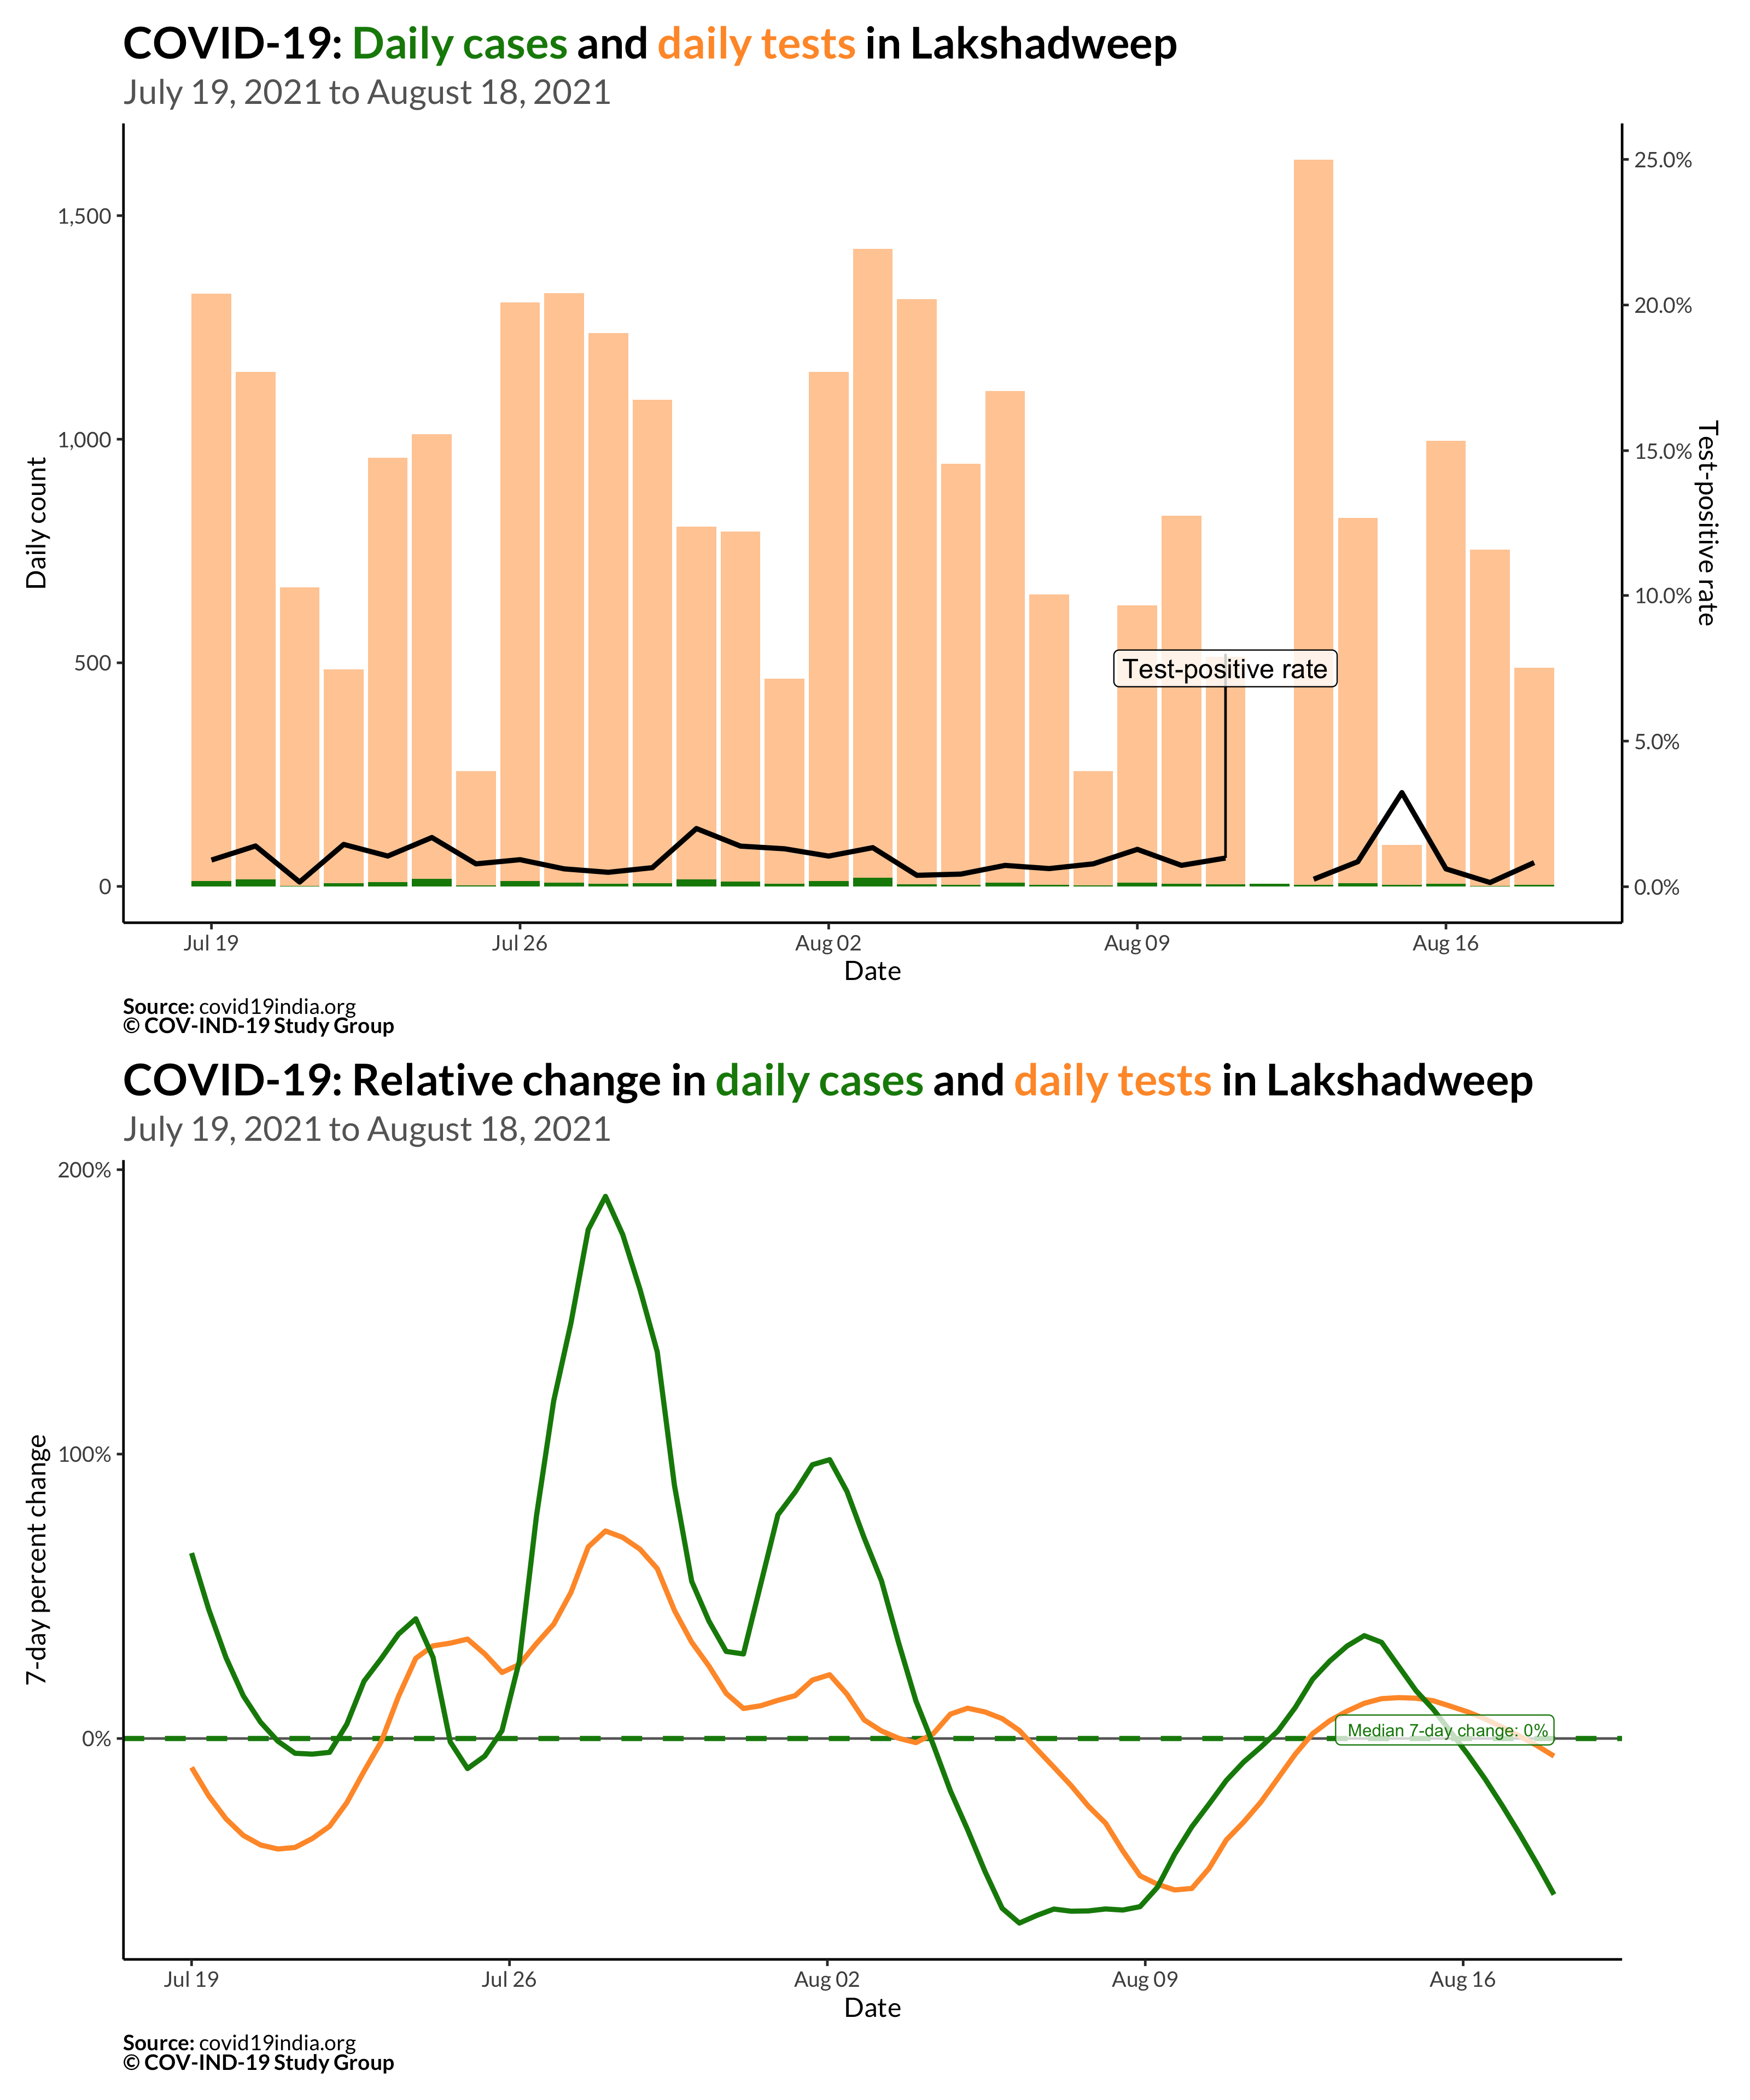 COVID-19: Daily cases and daily tests in Lakshadweep
July 19, 2021 to August 18, 2021
Daily count
1,500
1,000
500
0
25.0%
20.0%
15.0%
10.0%
5.0%
0.0%
Test-positive rate
Test-positive rate
Jul 19
Jul 26
Aug 02
Aug 09
Aug 16
Date
Source: covid19india.org
© COV-IND-19 Study Group
COVID-19: Relative change in daily cases and daily tests in Lakshadweep
July 19, 2021 to August 18, 2021
7-day percent change
200%
100%
0%
Median 7-day change: 0%
Jul 19
Jul 26
Aug 02
Aug 09
Aug 16
Date
Source: covid19india.org
© COV-IND-19 Study Group